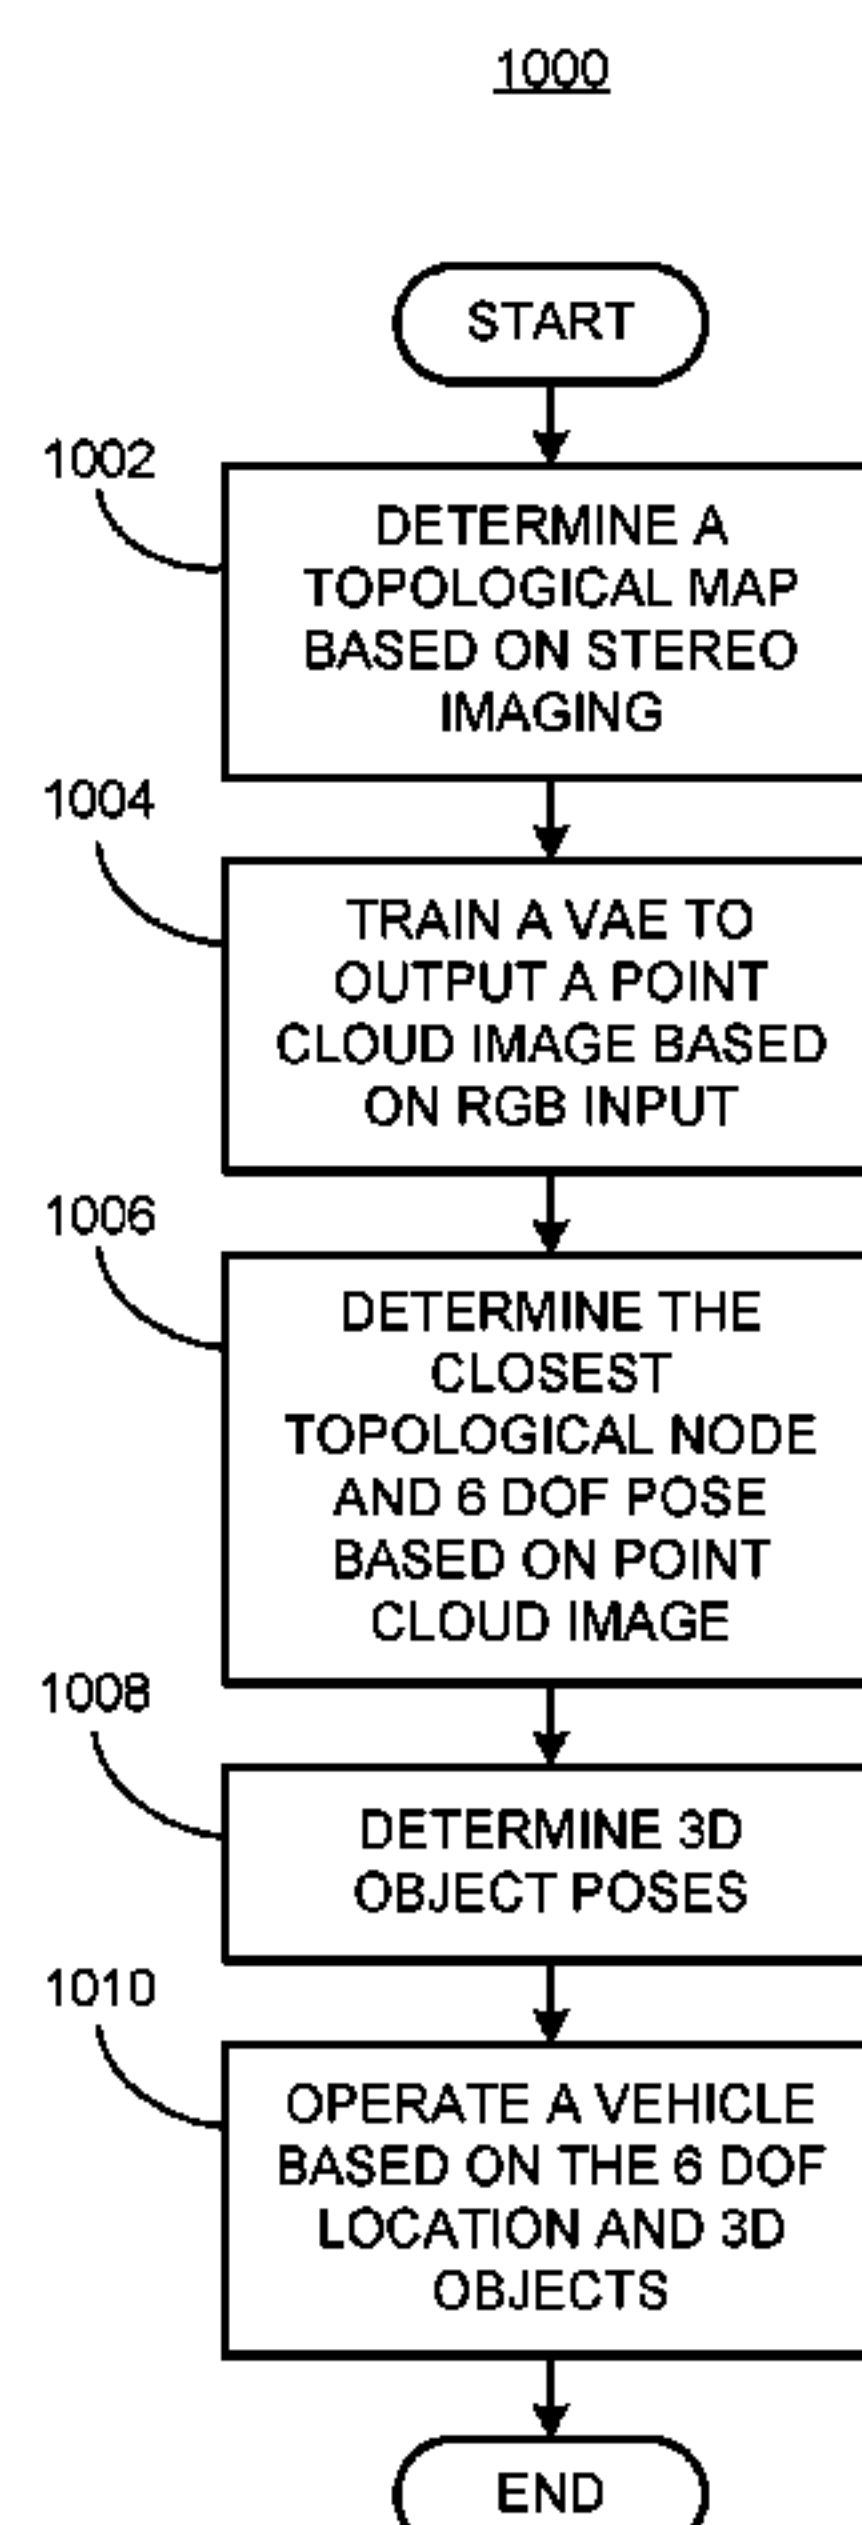 1000
START
1002
DETERMINE A
TOPOLOGICAL MAP
BASED ON STEREO
IMAGING
1004
TRAIN A VAE TO
OUTPUT A POINT
CLOUD IMAGE BASED
ON RGB INPUT
1006
DETERMINE THE
CLOSEST
TOPOLOGICAL NODE
AND 6 DOF POSE
BASED ON POINT
CLOUD IMAGE
1008
DETERMINE 3D
OBJECT POSES
1010
OPERATE A VEHICLE
BASED ON THE 6 DOF
LOCATION AND 3D
OBJECTS
END